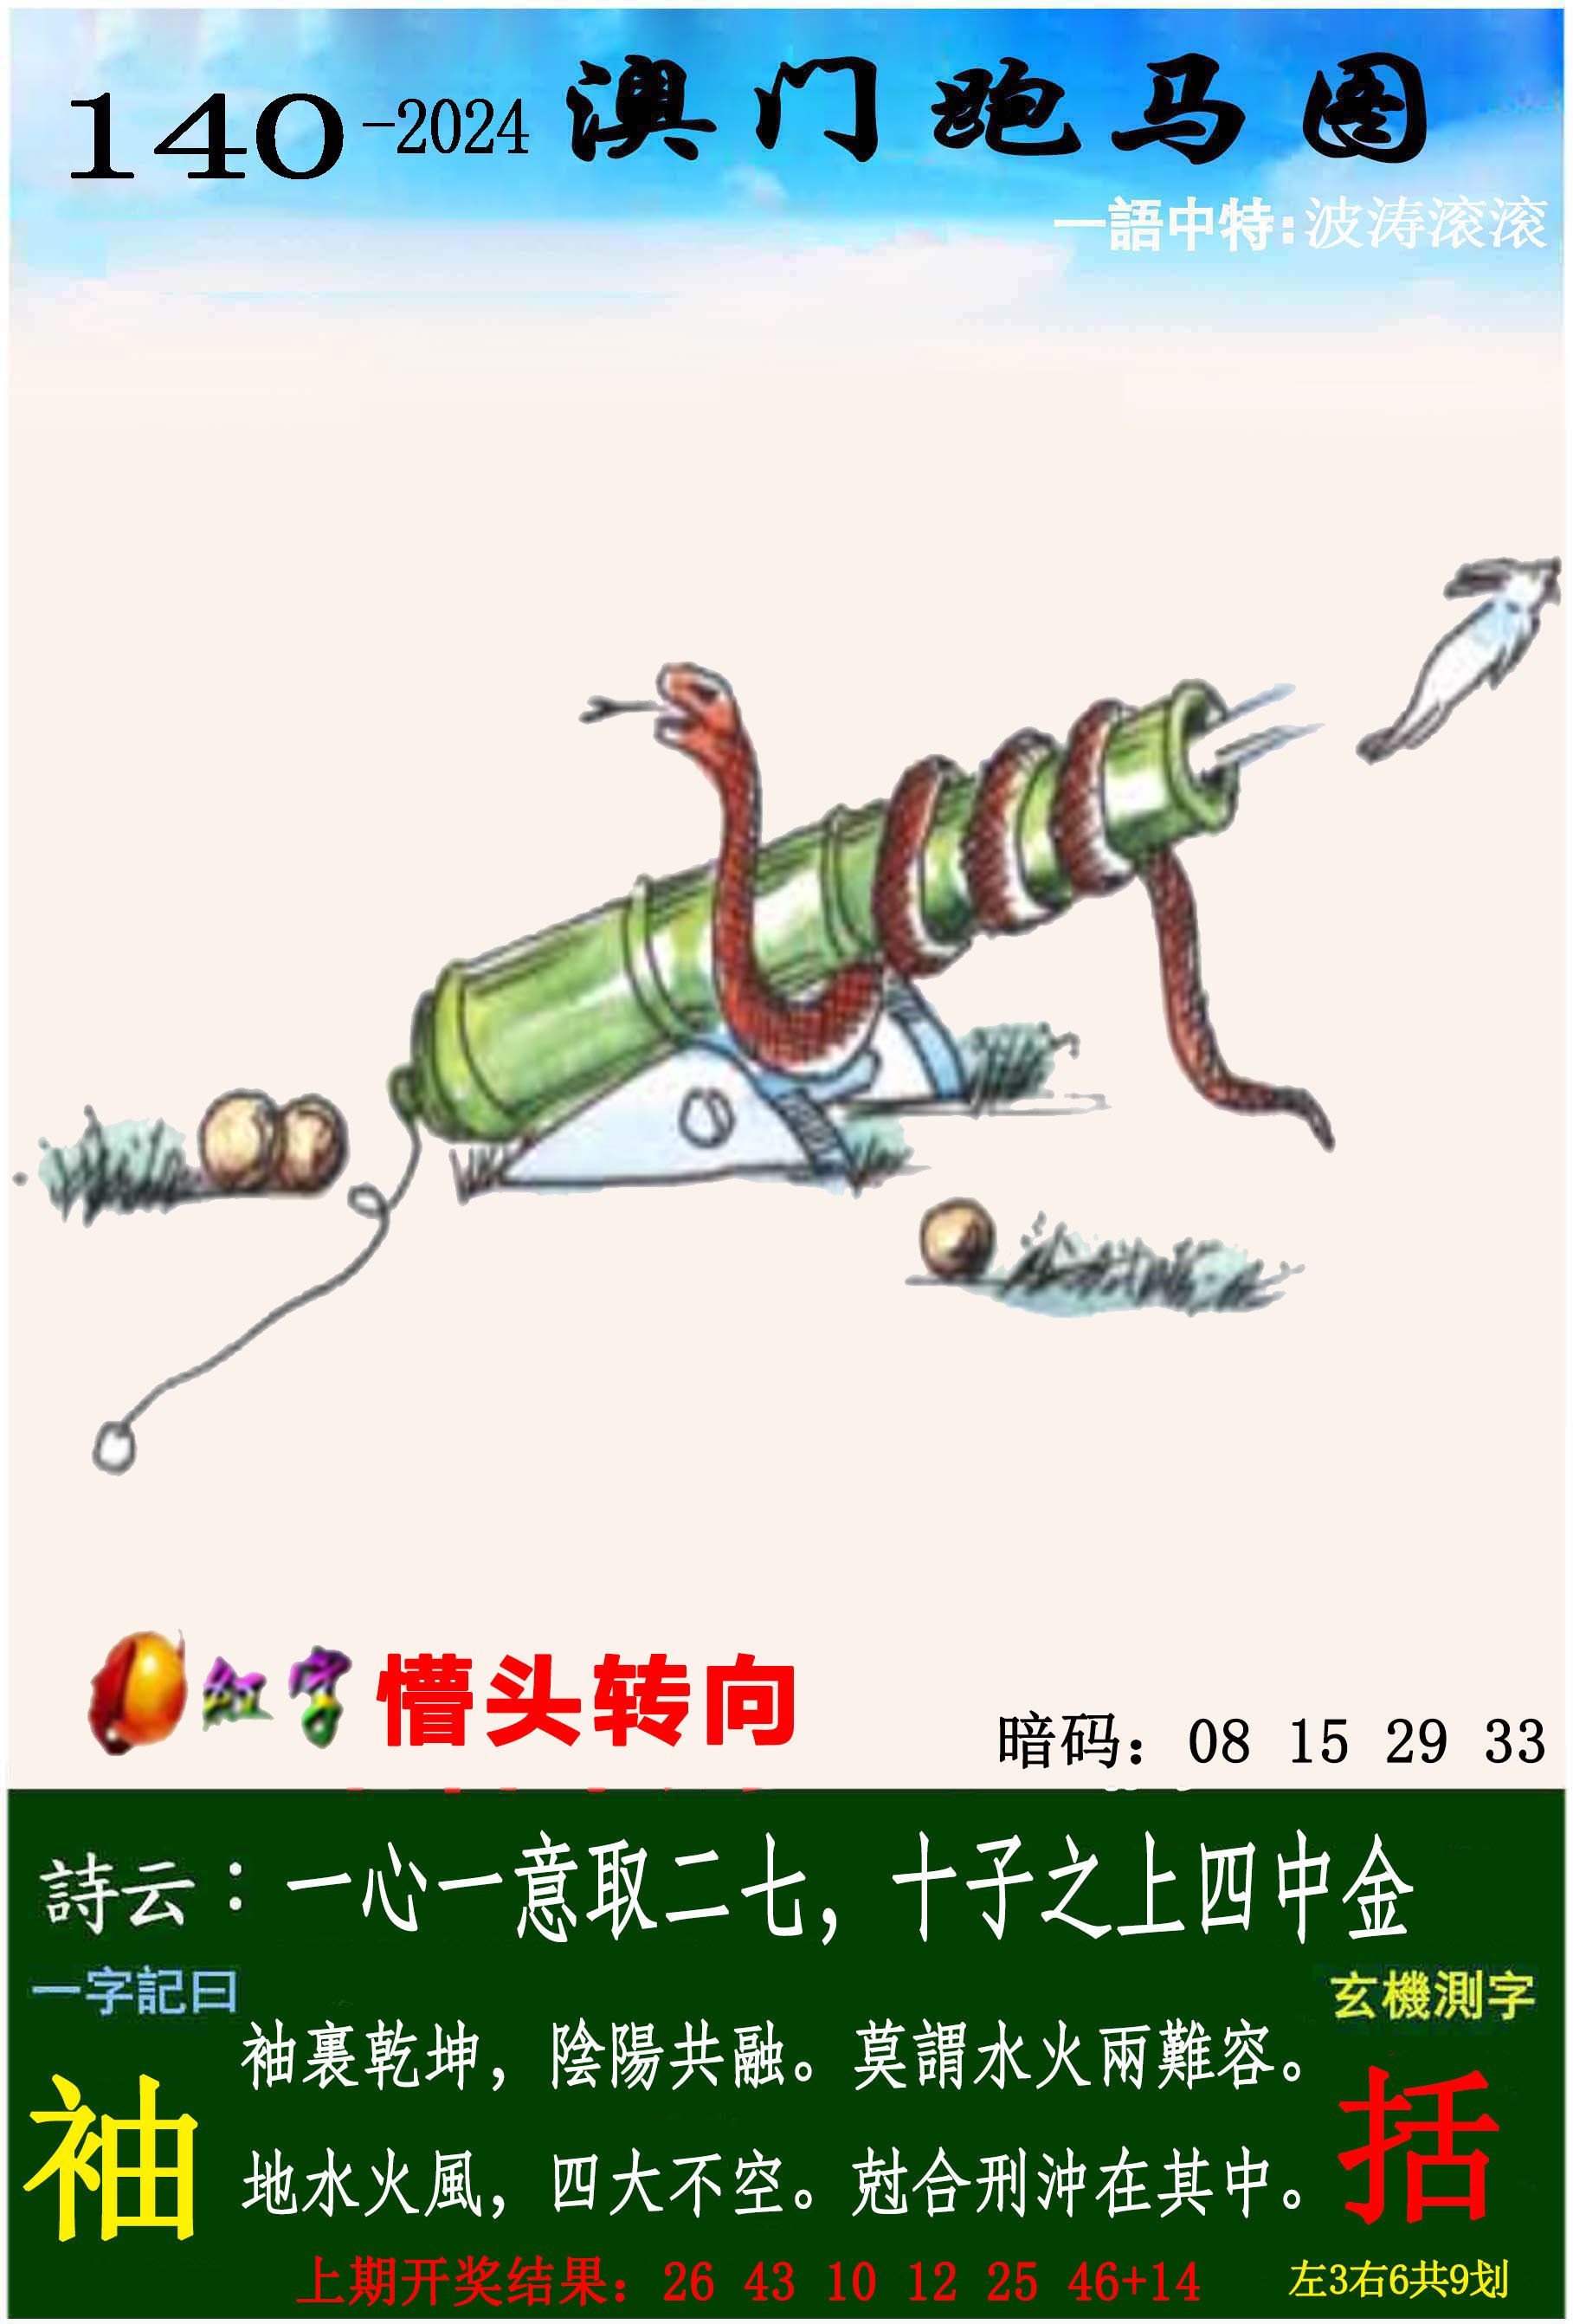 140-2024 澳门跑马图
一語中特:波涛滚滚
红字 懵头转向
暗码：08 15 29 33
詩云：一心一意取二七，十子之上四中金
一字記曰
玄機測字
袖裏乾坤，陰陽共融。莫謂水火兩難容。
袖
括
地水火風，四大不空。尅合刑沖在其中。
上期开奖结果：26 43 10 12 25 46+14
左3右6共9划